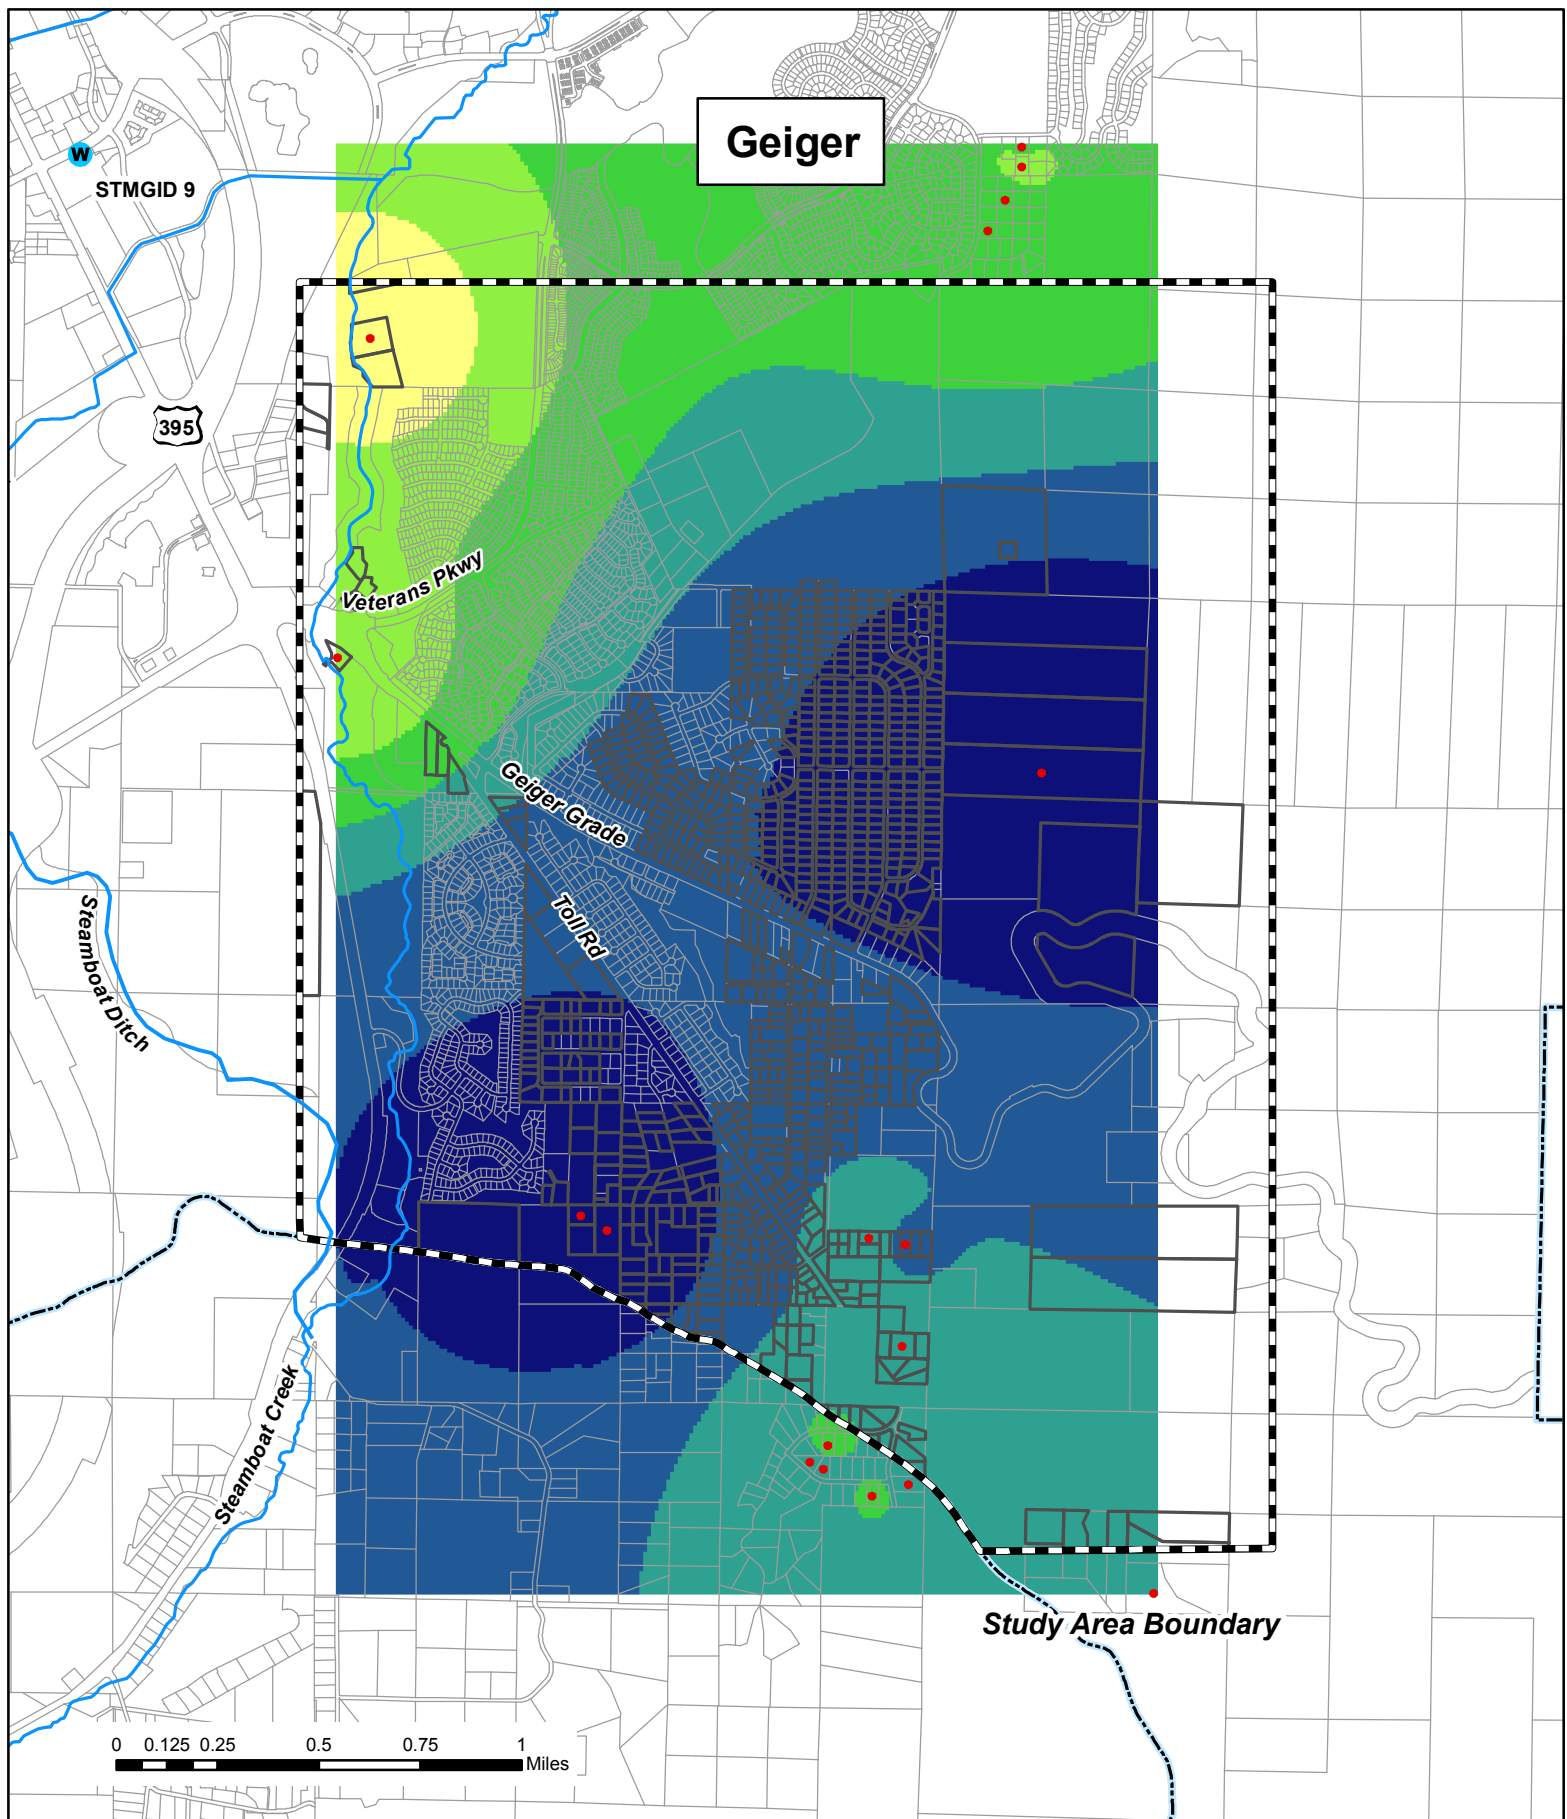 Geiger
W
STMGID 9
395
Veterans Pkwy
Geiger Grade
Toll Rd
Steamboat Ditch
Steamboat Creek
Study Area Boundary
0 0.125 0.25 0.5 0.75 1
Miles